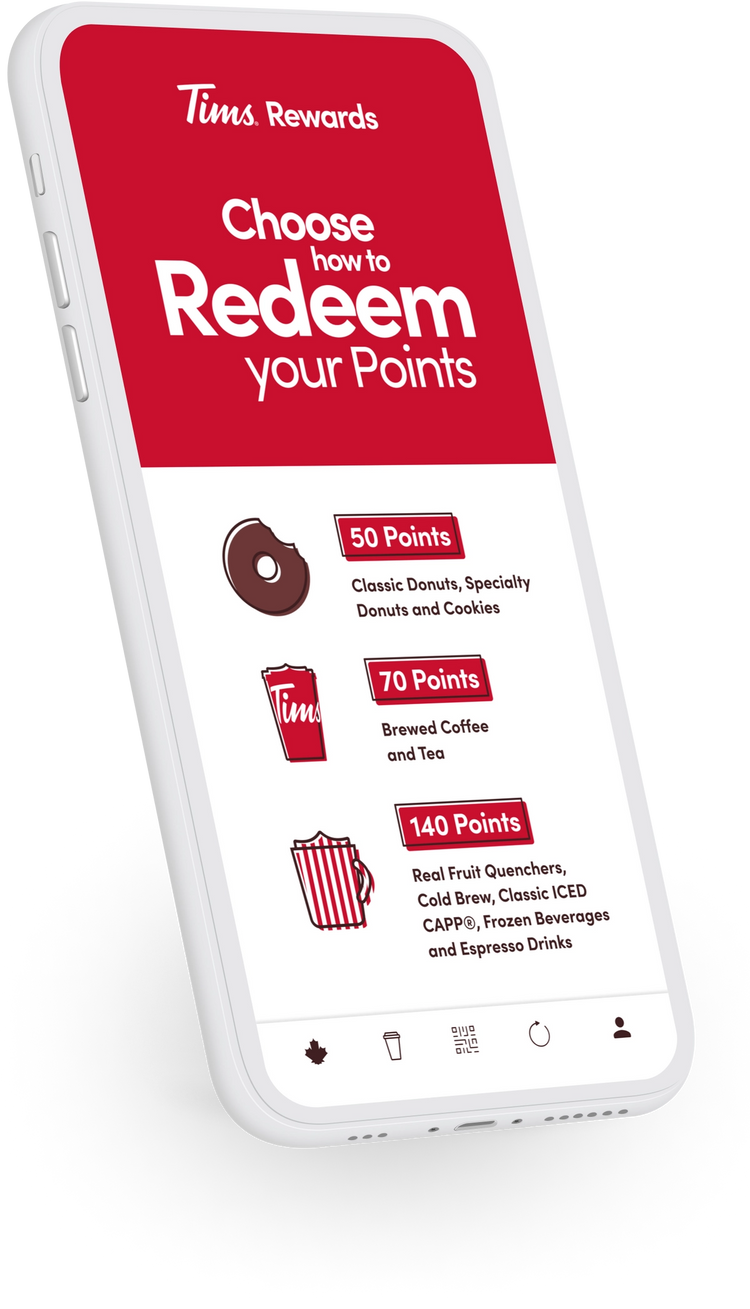 Tims® Rewards
Choose
how to
Redeem
your Points
50 Points
Classic Donuts, Specialty
Donuts and Cookies
Tims
70 Points
Brewed Coffee
and Tea
140 Points
Real Fruit Quenchers,
Cold Brew, Classic ICED
CAPP®, Frozen Beverages
and Espresso Drinks